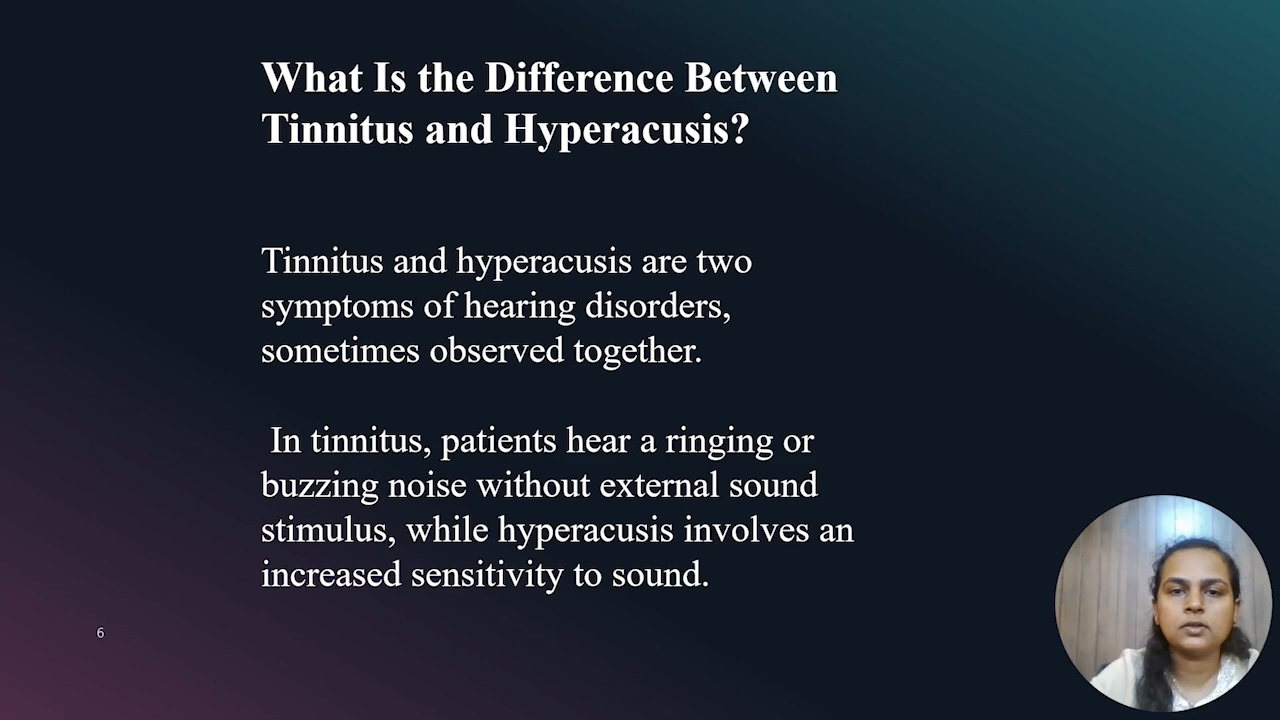 What Is the Difference Between
Tinnitus and Hyperacusis?
Tinnitus and hyperacusis are two
symptoms of hearing disorders,
sometimes observed together.
In tinnitus, patients hear a ringing or
buzzing noise without external sound
stimulus, while hyperacusis involves an
increased sensitivity to sound.
6